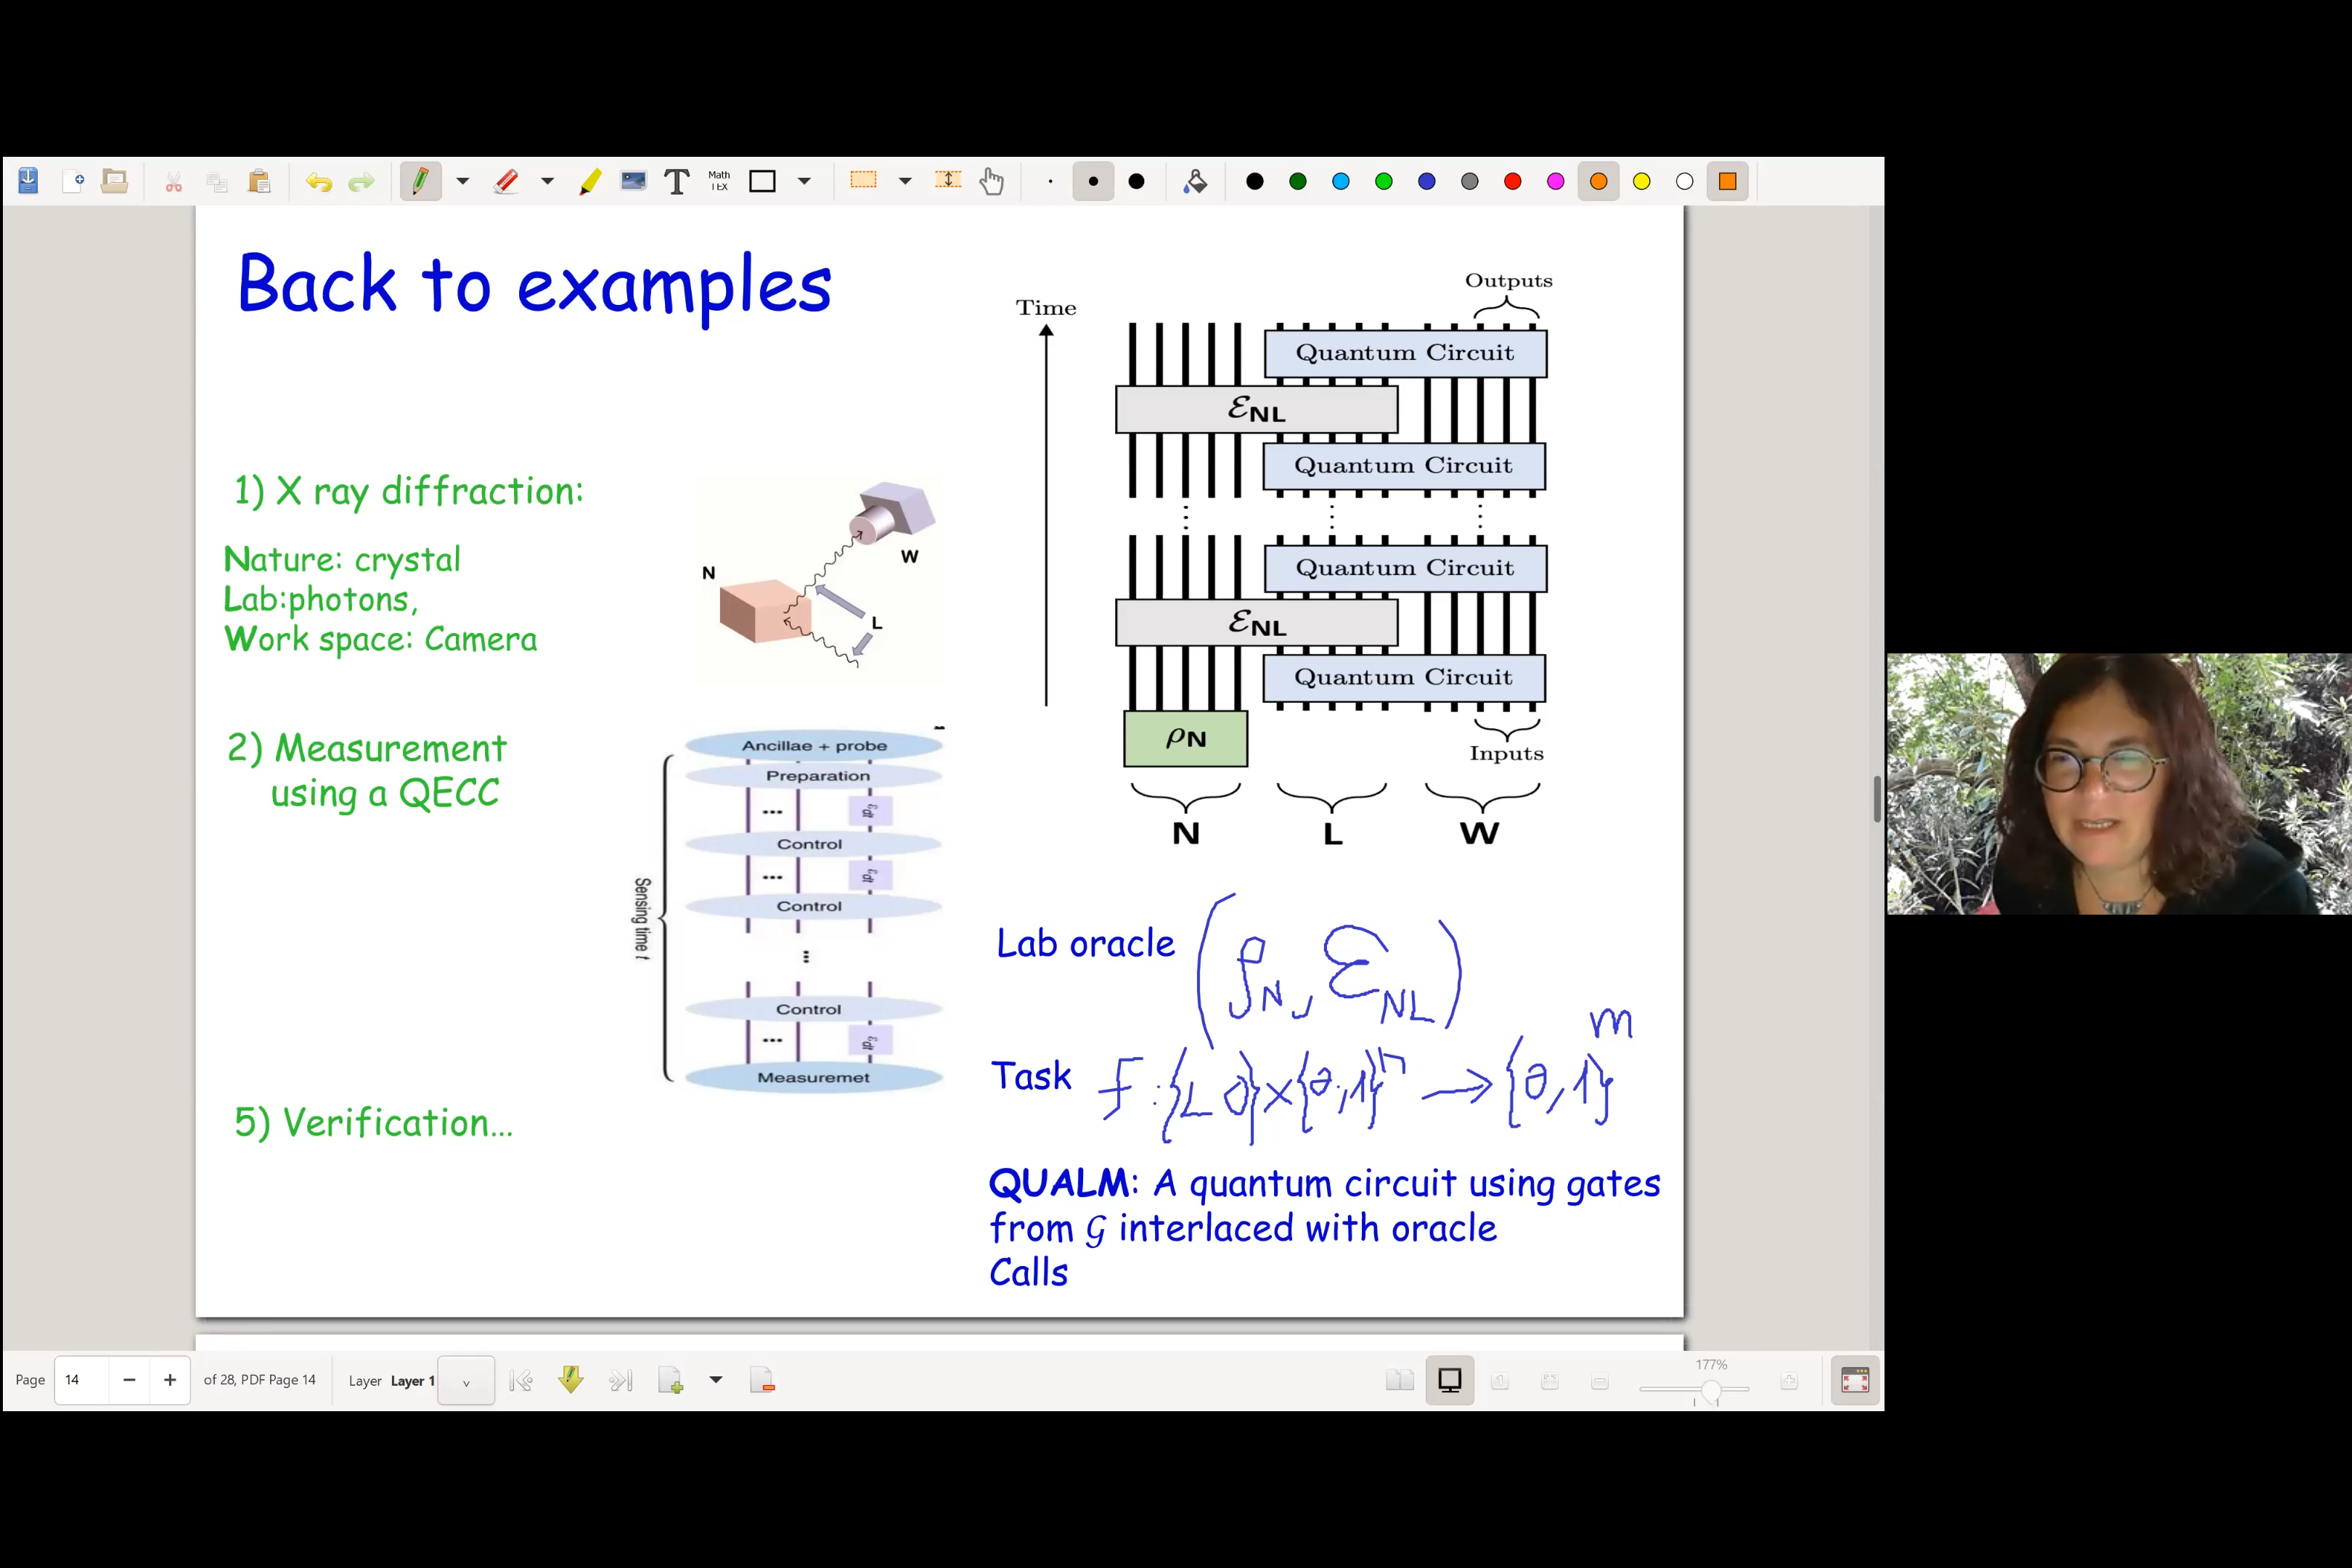 Math
TEX
Back to examples
1) X ray diffraction:
Nature: crystal
Lab:photons,
Work space: Camera
N
W
L
2) Measurement
using a QECC
Ancillae + probe
Preparation
...
Control
...
Control
...
Control
...
Measuremet
Sensing time t
5) Verification...
Time
Outputs
Quantum Circuit
ℰNL
Quantum Circuit
Quantum Circuit
ℰNL
Quantum Circuit
ρN
Inputs
N L W
Lab oracle (ρN, ℰNL)
Task F:{L O}×{0,1}^n → {0,1}^m
QUALM: A quantum circuit using gates
from 𝒢 interlaced with oracle
Calls
Page 14 of 28, PDF Page 14 Layer Layer 1 177%